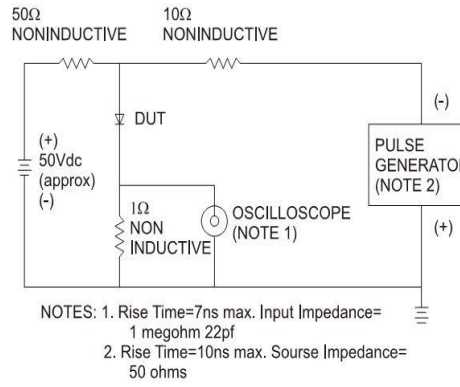 50Ω
NONINDUCTIVE
10Ω
NONINDUCTIVE
(+)
50Vdc
(approx)
(-)
DUT
1Ω
NON
INDUCTIVE
OSCILLOSCOPE
(NOTE 1)
(-)
PULSE
GENERATOR
(NOTE 2)
(+)
NOTES: 1. Rise Time=7ns max. Input Impedance=
1 megohm 22pf
2. Rise Time=10ns max. Sourse Impedance=
50 ohms